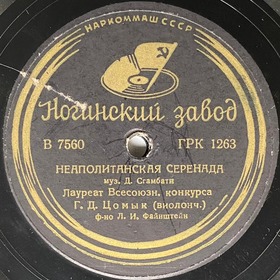 НАРКОММАШ СССР
Ногинский завод
В 7560 ГРК 1263
НЕАПОЛИТАНСКАЯ СЕРЕНАДА
муз. Д. Сгамбати
Лауреат Всесоюзн. конкурса
Г. Д. Цомык (виолонч.)
ф-но Л. И. Файнштейн